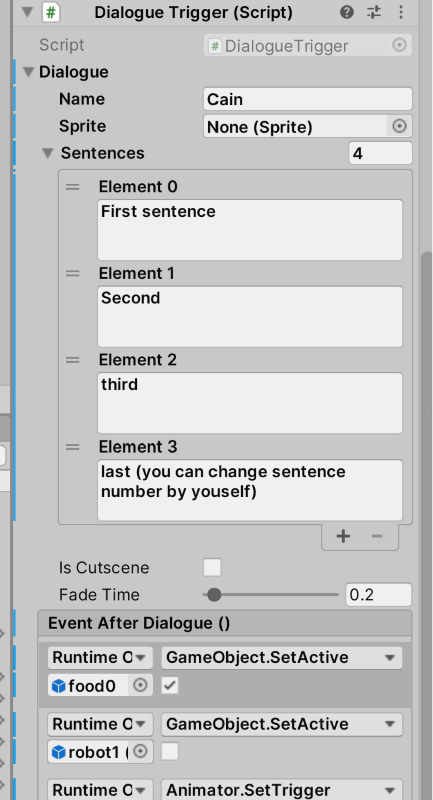 Dialogue Trigger (Script)
Script
DialogueTrigger
Dialogue
Name
Cain
Sprite
None (Sprite)
Sentences
4
Element 0
First sentence
Element 1
Second
Element 2
third
Element 3
last (you can change sentence
number by youself)
Is Cutscene
Fade Time
0.2
Event After Dialogue ()
Runtime O
GameObject.SetActive
food0
Runtime O
GameObject.SetActive
robot1 (
Runtime O
Animator.SetTrigger